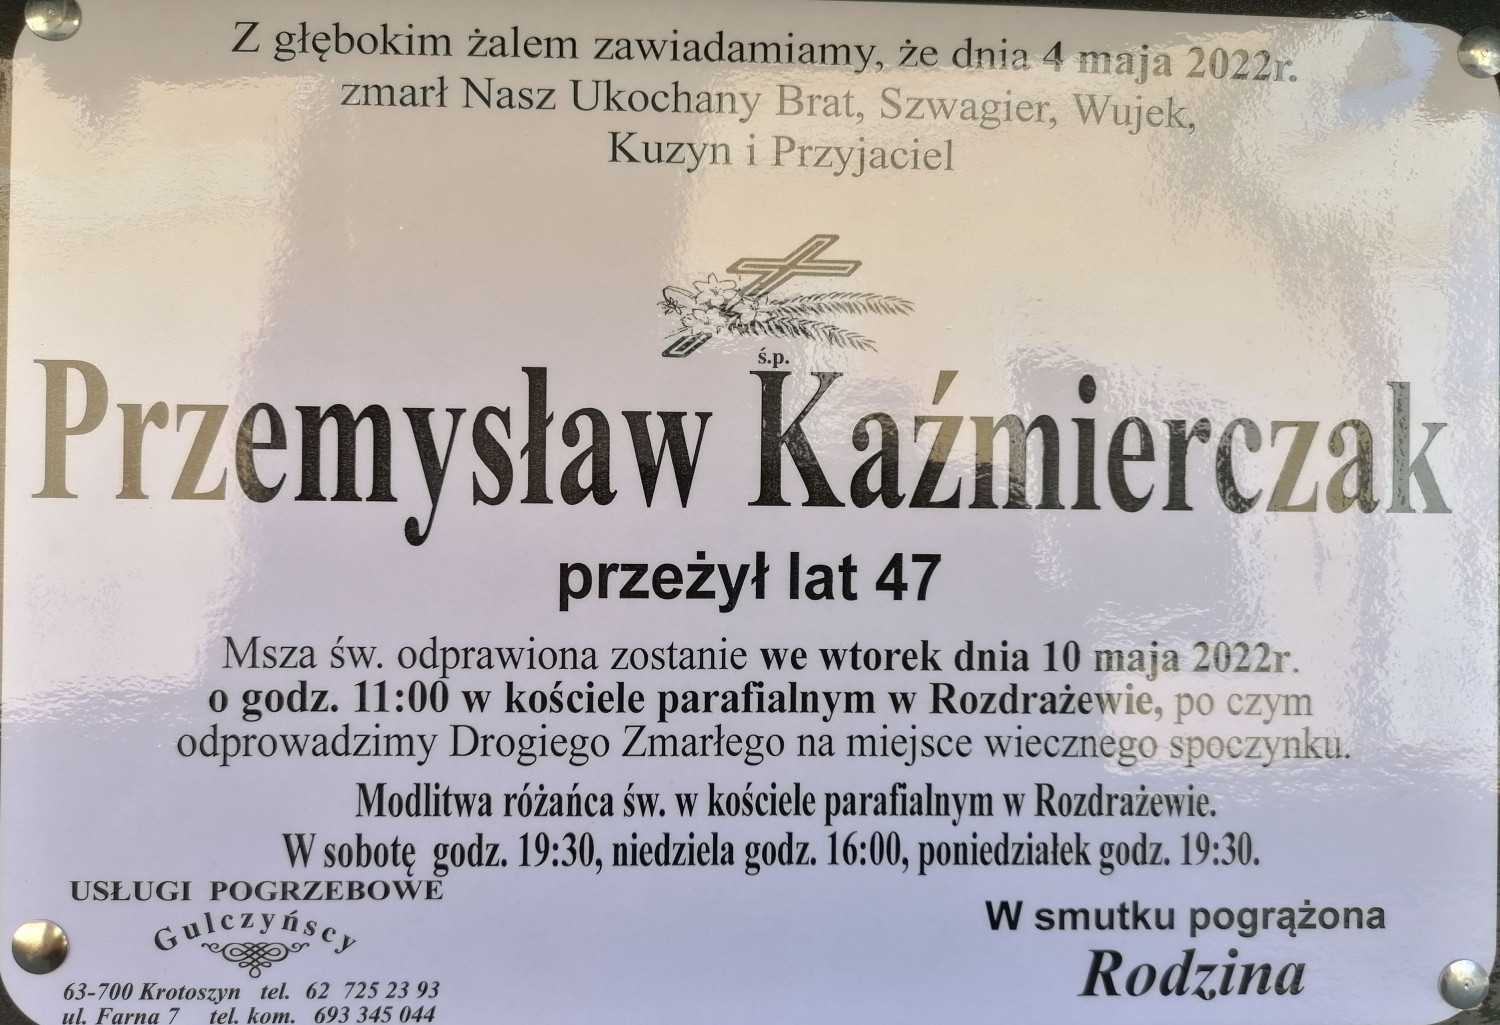 Z głębokim żalem zawiadamiamy, że dnia 4 maja 2022r.
zmarł Nasz Ukochany Brat, Szwagier, Wujek,
Kuzyn i Przyjaciel
ś.p.
Przemysław Kaźmierczak
przeżył lat 47
Msza św. odprawiona zostanie we wtorek dnia 10 maja 2022r.
o godz. 11:00 w kościele parafialnym w Rozdrażewie, po czym
odprowadzimy Drogiego Zmarłego na miejsce wiecznego spoczynku.
Modlitwa różańca św. w kościele parafialnym w Rozdrażewie.
W sobotę godz. 19:30, niedziela godz. 16:00, poniedziałek godz. 19:30.
USŁUGI POGRZEBOWE
Gulczyńscy
63-700 Krotoszyn tel. 62 725 23 93
ul. Farna 7 tel. kom. 693 345 044
W smutku pogrążona
Rodzina